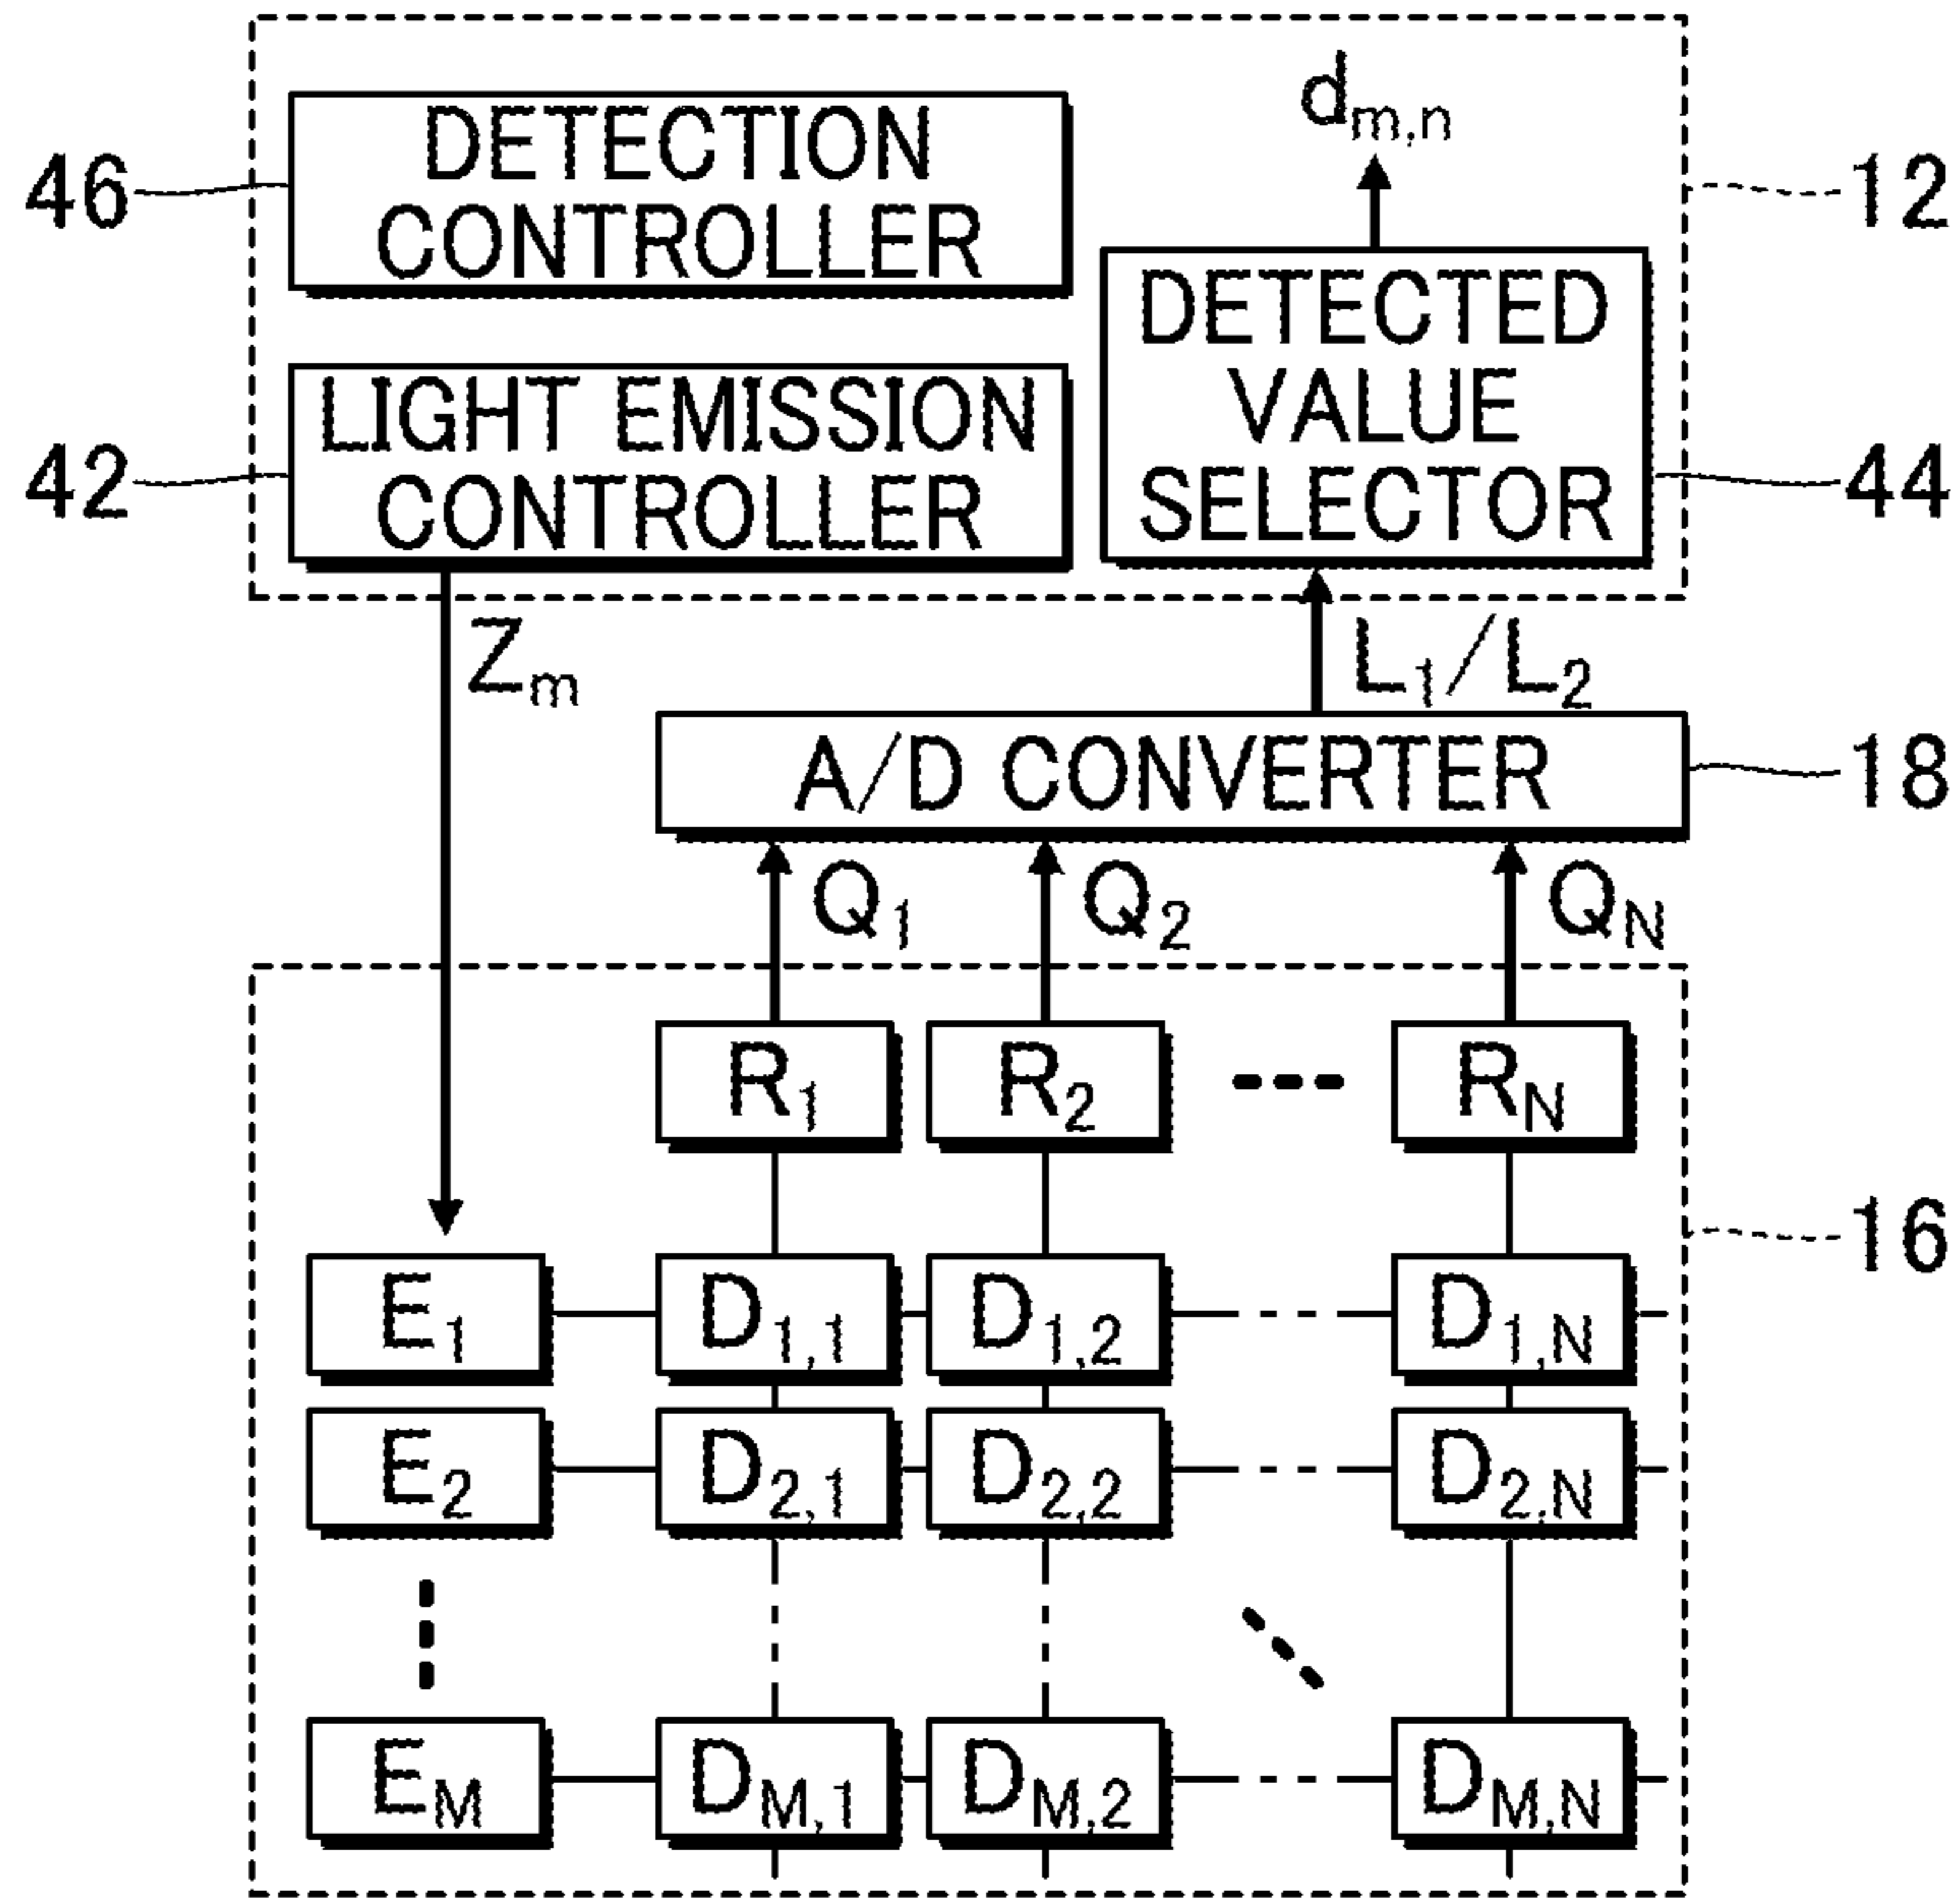 d_{m,n}
46
DETECTION
CONTROLLER
12
DETECTED
VALUE
SELECTOR
42
LIGHT EMISSION
CONTROLLER
44
Z_m
L_1/L_2
A/D CONVERTER
18
Q_1 Q_2 Q_N
R_1 R_2 R_N
16
E_1 D_{1,1} D_{1,2} D_{1,N}
E_2 D_{2,1} D_{2,2} D_{2,N}
E_M D_{M,1} D_{M,2} D_{M,N}